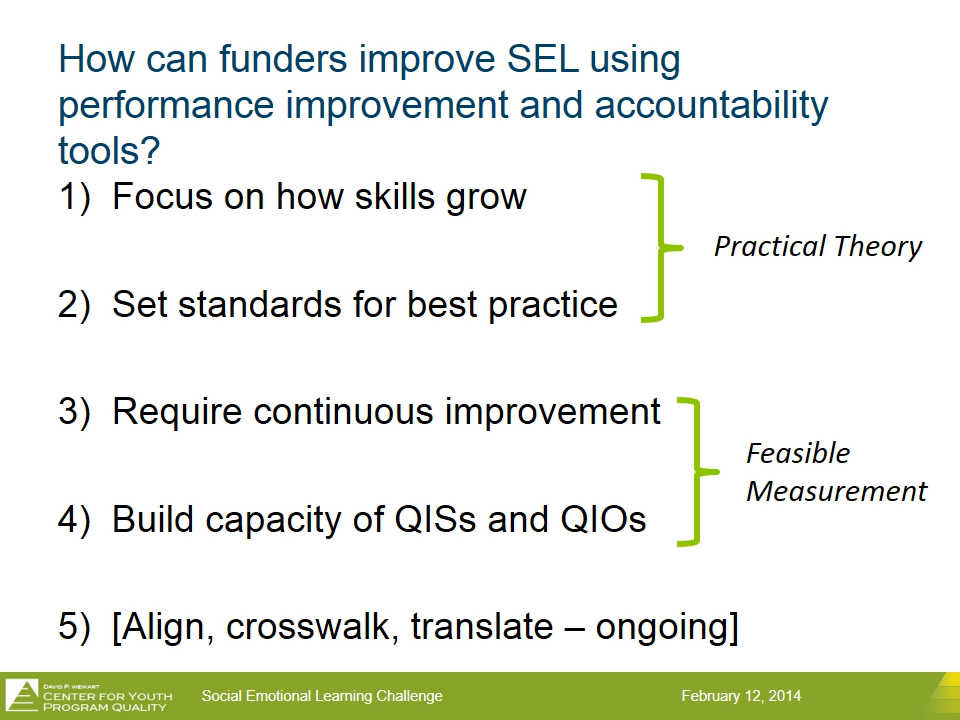 How can funders improve SEL using
performance improvement and accountability
tools?
1) Focus on how skills grow
Practical Theory
2) Set standards for best practice
3) Require continuous improvement
Feasible
Measurement
4) Build capacity of QISs and QIOs
5) [Align, crosswalk, translate – ongoing]
DAVID P. WEIKART
CENTER FOR YOUTH
PROGRAM QUALITY
Social Emotional Learning Challenge
February 12, 2014